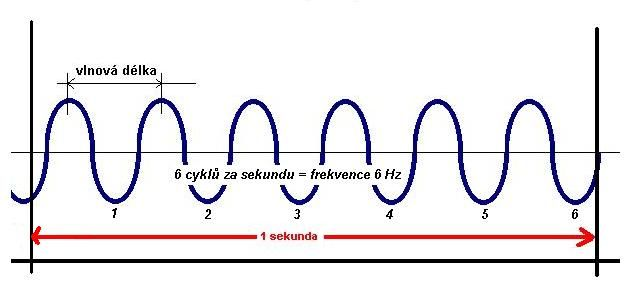 vlnová délka
6 cyklů za sekundu = frekvence 6 Hz
1 2 3 4 5 6
1 sekunda